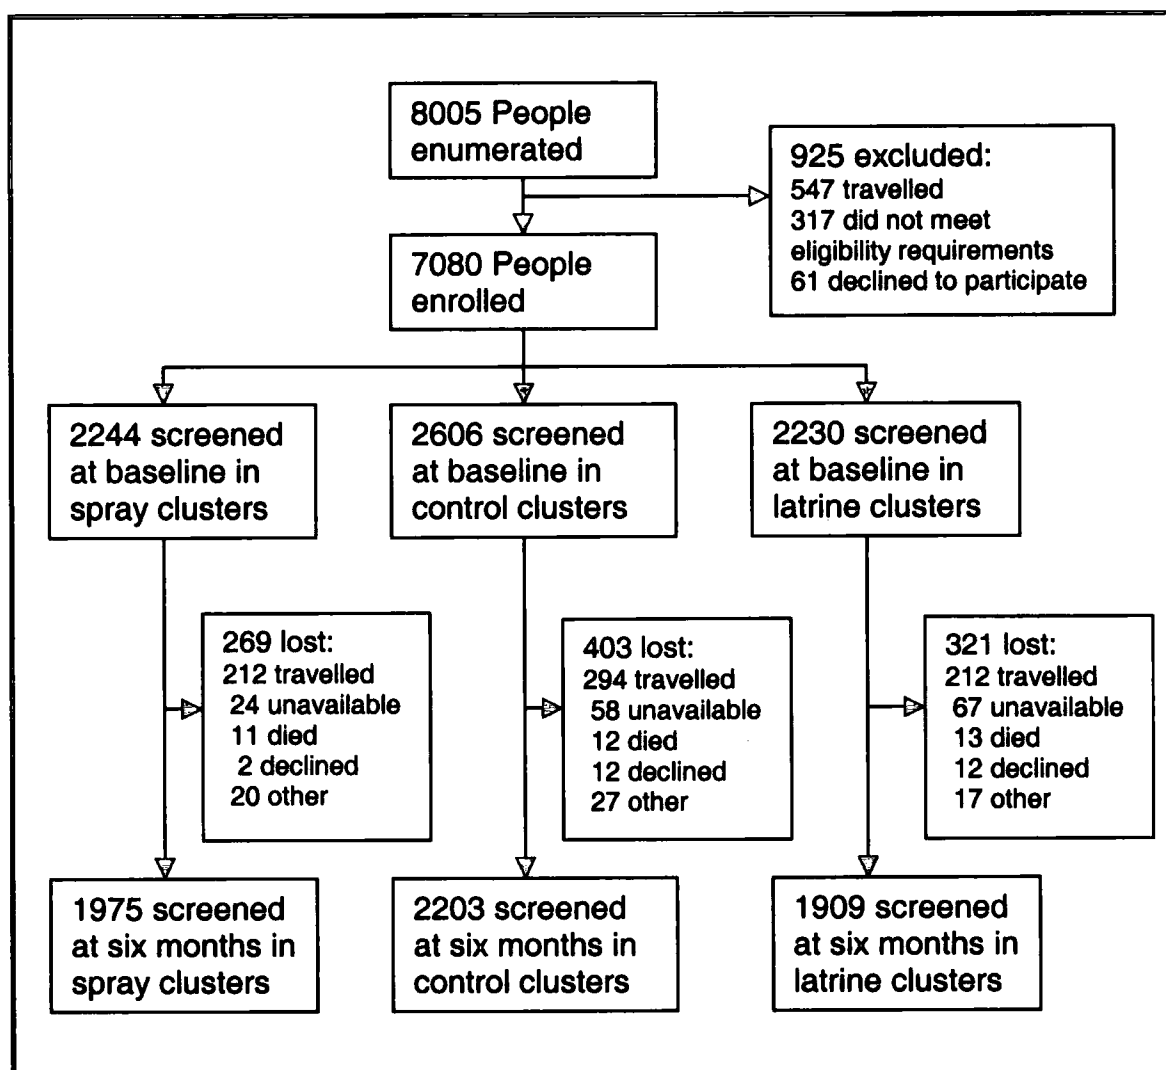 8005 People
enumerated
925 excluded:
547 travelled
317 did not meet
eligibility requirements
61 declined to participate
7080 People
enrolled
2244 screened
at baseline in
spray clusters
2606 screened
at baseline in
control clusters
2230 screened
at baseline in
latrine clusters
269 lost:
212 travelled
24 unavailable
11 died
2 declined
20 other
403 lost:
294 travelled
58 unavailable
12 died
12 declined
27 other
321 lost:
212 travelled
67 unavailable
13 died
12 declined
17 other
1975 screened
at six months in
spray clusters
2203 screened
at six months in
control clusters
1909 screened
at six months in
latrine clusters